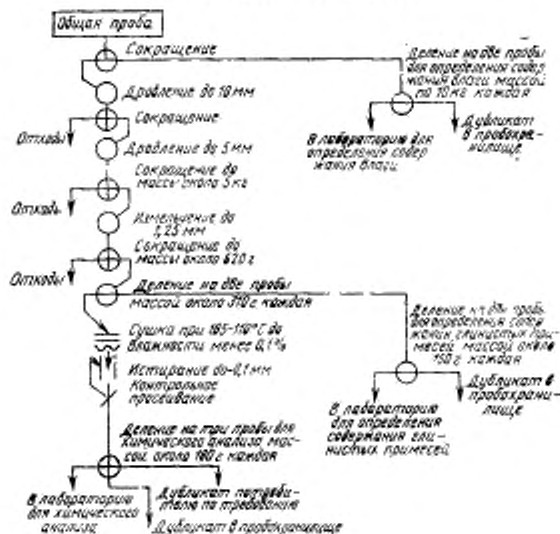 Общая проба
Сокращение
Дробление до 10 мм
Отходы
Сокращение
Дробление до 5 мм
Сокращение до
массы около 5 кг
Отходы
Измельчение до
1,25 мм
Сокращение до
массы около 620 г
Отходы
Деление на две пробы
массой около 310 г каждая
Сушка при 105-110°С до
влажности менее 0,1%
Истирание до -0,1 мм
Контрольное
просеивание
Деление на три пробы для
химического анализа мас-
сой около 100 г каждая
В лабораторию
для химического
анализа
Дубликат потреби-
телю по требованию
Дубликат в пробохранилище
Деление на две пробы
для определения содер
жания влаги массой
по 10 кг каждая
В лабораторию для
определения содер
жания влаги
Дубликат
в пробохра-
нилище
Деление на две пробы
для определения содер
жания глинистых при-
месей массой около
150 г каждая
В лабораторию
для определения
содержания гли-
нистых примесей
Дубликат в
пробохрани-
лище